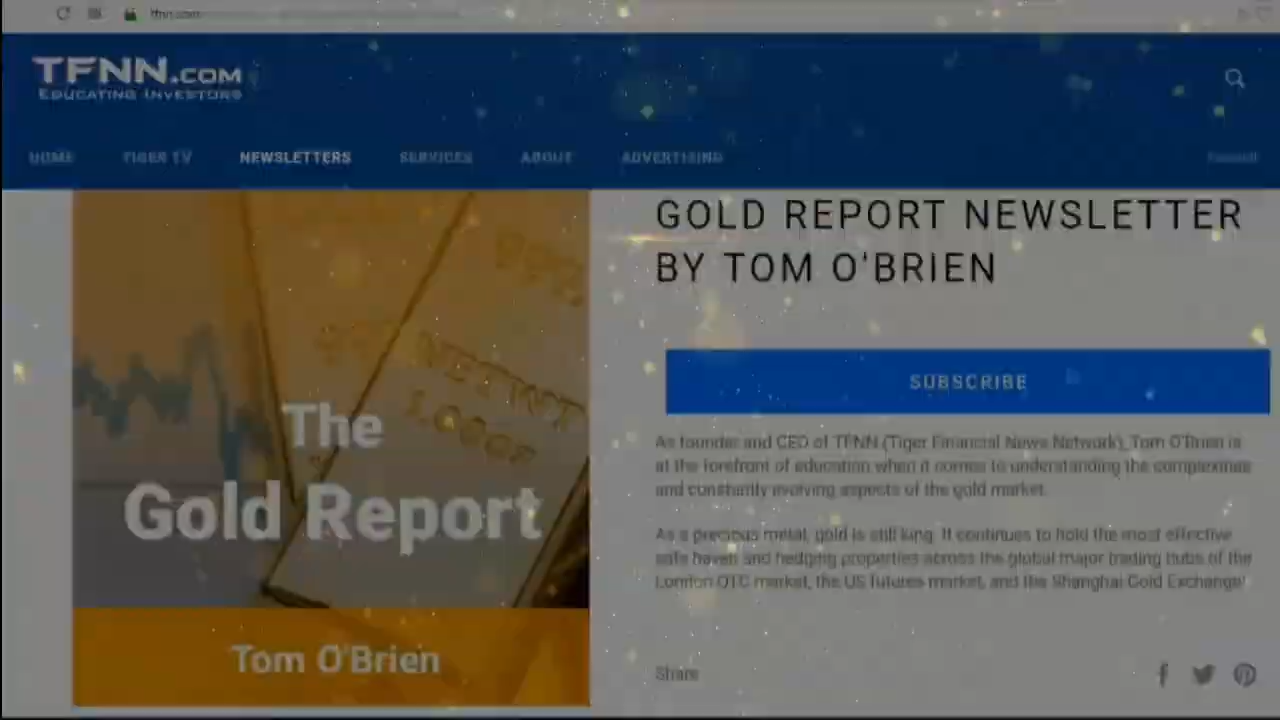 tfnn.com
TFNN.COM
EDUCATING INVESTORS
HOME TIGER TV NEWSLETTERS SERVICES ABOUT ADVERTISING
GOLD REPORT NEWSLETTER
BY TOM O'BRIEN
999.
NETWT
The
Gold Report
Tom O'Brien
SUBSCRIBE
As founder and CEO of TFNN (Tiger Financial News Network), Tom O'Brien is
at the forefront of education when it comes to understanding the complexities
and constantly evolving aspects of the gold market.
As a precious metal, gold is still king. It continues to hold the most effective
safe haven and hedging properties across the global major trading hubs of the
London OTC market, the US futures market, and the Shanghai Gold Exchange!
Share